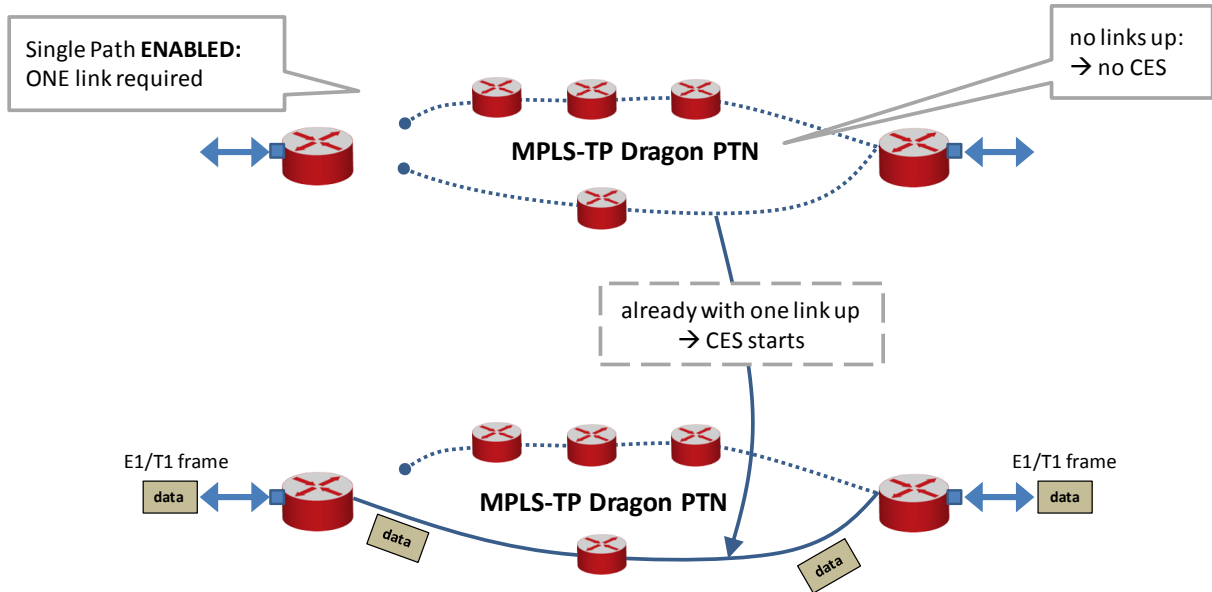 Single Path ENABLED:
ONE link required
no links up:
→ no CES
MPLS-TP Dragon PTN
already with one link up
→ CES starts
E1/T1 frame
data
MPLS-TP Dragon PTN
data
data
E1/T1 frame
data